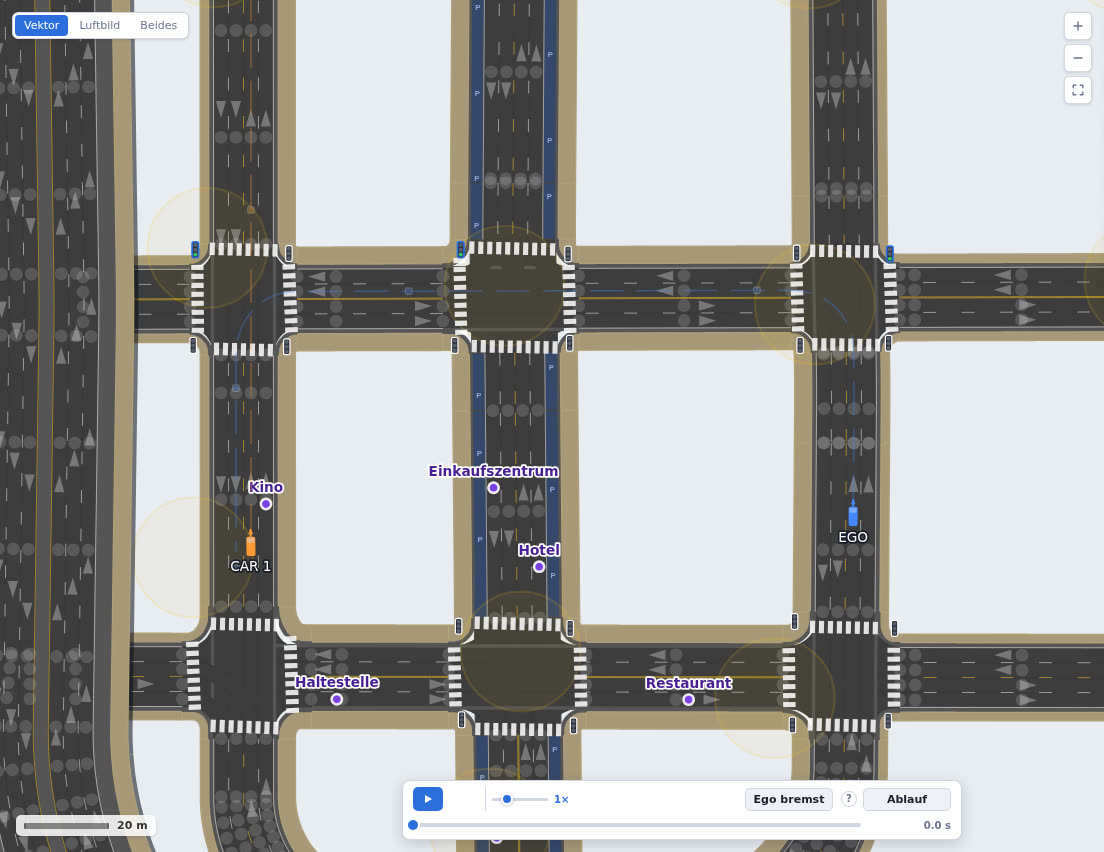 Vektor Luftbild Beides
+
−
P
P
P
P
P
P
P
P
P
P
P
Einkaufszentrum
Kino
P
P
P
Hotel
EGO
CAR 1
P
Haltestelle
Restaurant
P
P
1×
Ego bremst
?
Ablauf
20 m
0.0 s